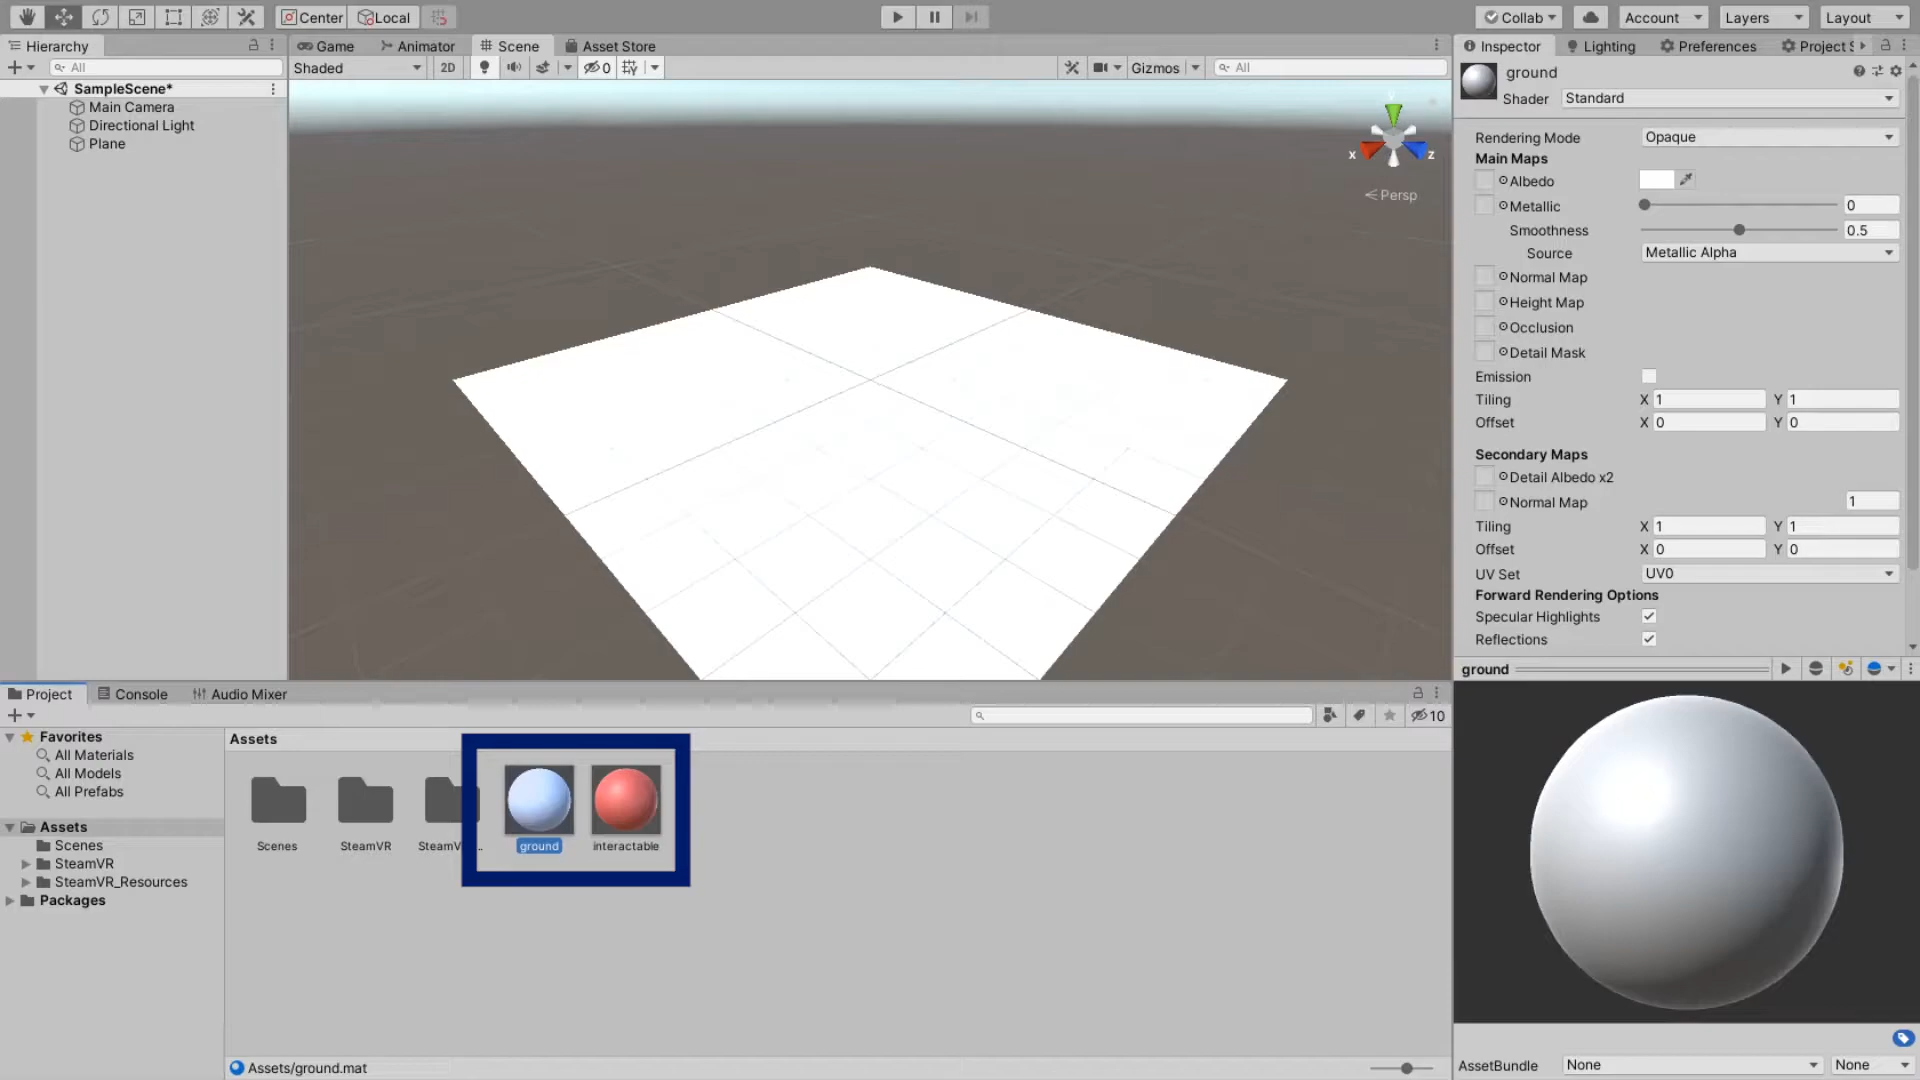 Center
Local
Collab
Account
Layers
Layout
Hierarchy
All
SampleScene*
Main Camera
Directional Light
Plane
Game
Animator
Scene
Asset Store
Shaded
2D
0
Gizmos
All
x
z
Persp
Inspector
Lighting
Preferences
Project S
ground
Shader
Standard
Rendering Mode
Opaque
Main Maps
Albedo
Metallic
0
Smoothness
0.5
Source
Metallic Alpha
Normal Map
Height Map
Occlusion
Detail Mask
Emission
Tiling
X 1
Y 1
Offset
X 0
Y 0
Secondary Maps
Detail Albedo x2
Normal Map
1
Tiling
X 1
Y 1
Offset
X 0
Y 0
UV Set
UV0
Forward Rendering Options
Specular Highlights
Reflections
ground
Project
Console
Audio Mixer
10
Favorites
All Materials
All Models
All Prefabs
Assets
Scenes
SteamVR
SteamVR_Resources
Packages
Assets
Scenes
SteamVR
SteamV
ground
interactable
Assets/ground.mat
AssetBundle
None
None